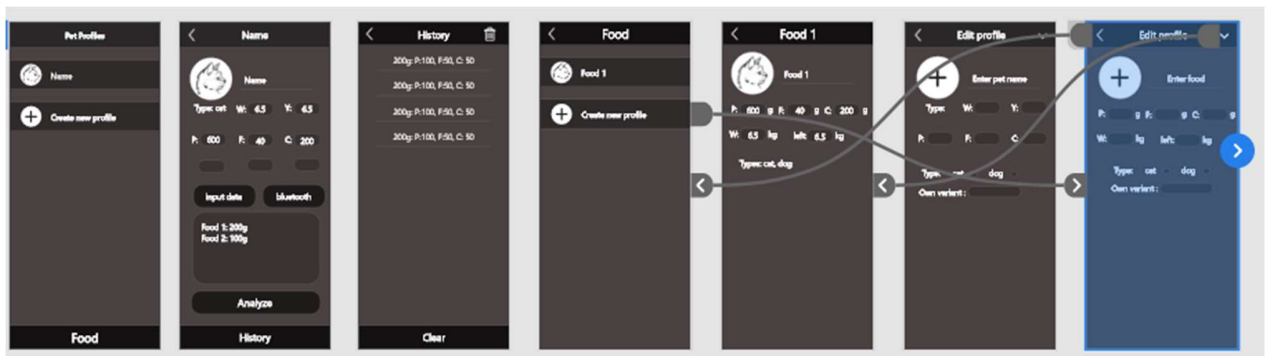 Pet Profiles
Name
Create new profile
Food
Name
Name
Type: cat W: 6.5 Y: 6.5
P: 600 F: 40 C: 200
Input data bluetooth
Food 1: 200g
Food 2: 100g
Analyze
History
History
200g: P:100, F:50, C: 50
200g: P:100, F:50, C: 50
200g: P:100, F:50, C: 50
200g: P:100, F:50, C: 50
Clear
Food
Food 1
Create new profile
Food 1
Food 1
P: 600 g F: 40 g C: 200 g
W: 6.5 kg left: 6.5 kg
Types: cat, dog
Edit profile
Enter pet name
Type: W: Y:
P: F: C:
Type: cat dog
Own variant:
Edit profile
Enter food
P: g F: g C: g
W: kg left: kg
Type: cat dog
Own variant: